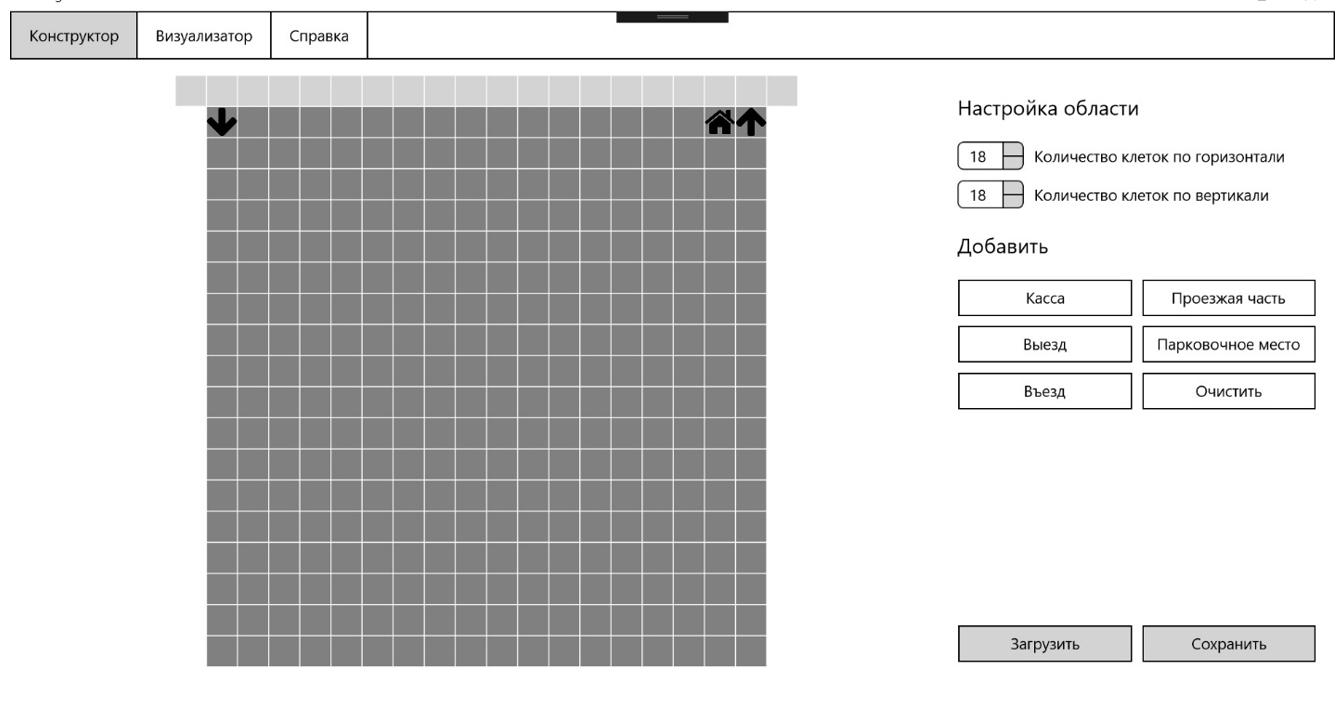 Конструктор Визуализатор Справка
Настройка области
18 Количество клеток по горизонтали
18 Количество клеток по вертикали
Добавить
Касса Проезжая часть
Выезд Парковочное место
Въезд Очистить
Загрузить Сохранить